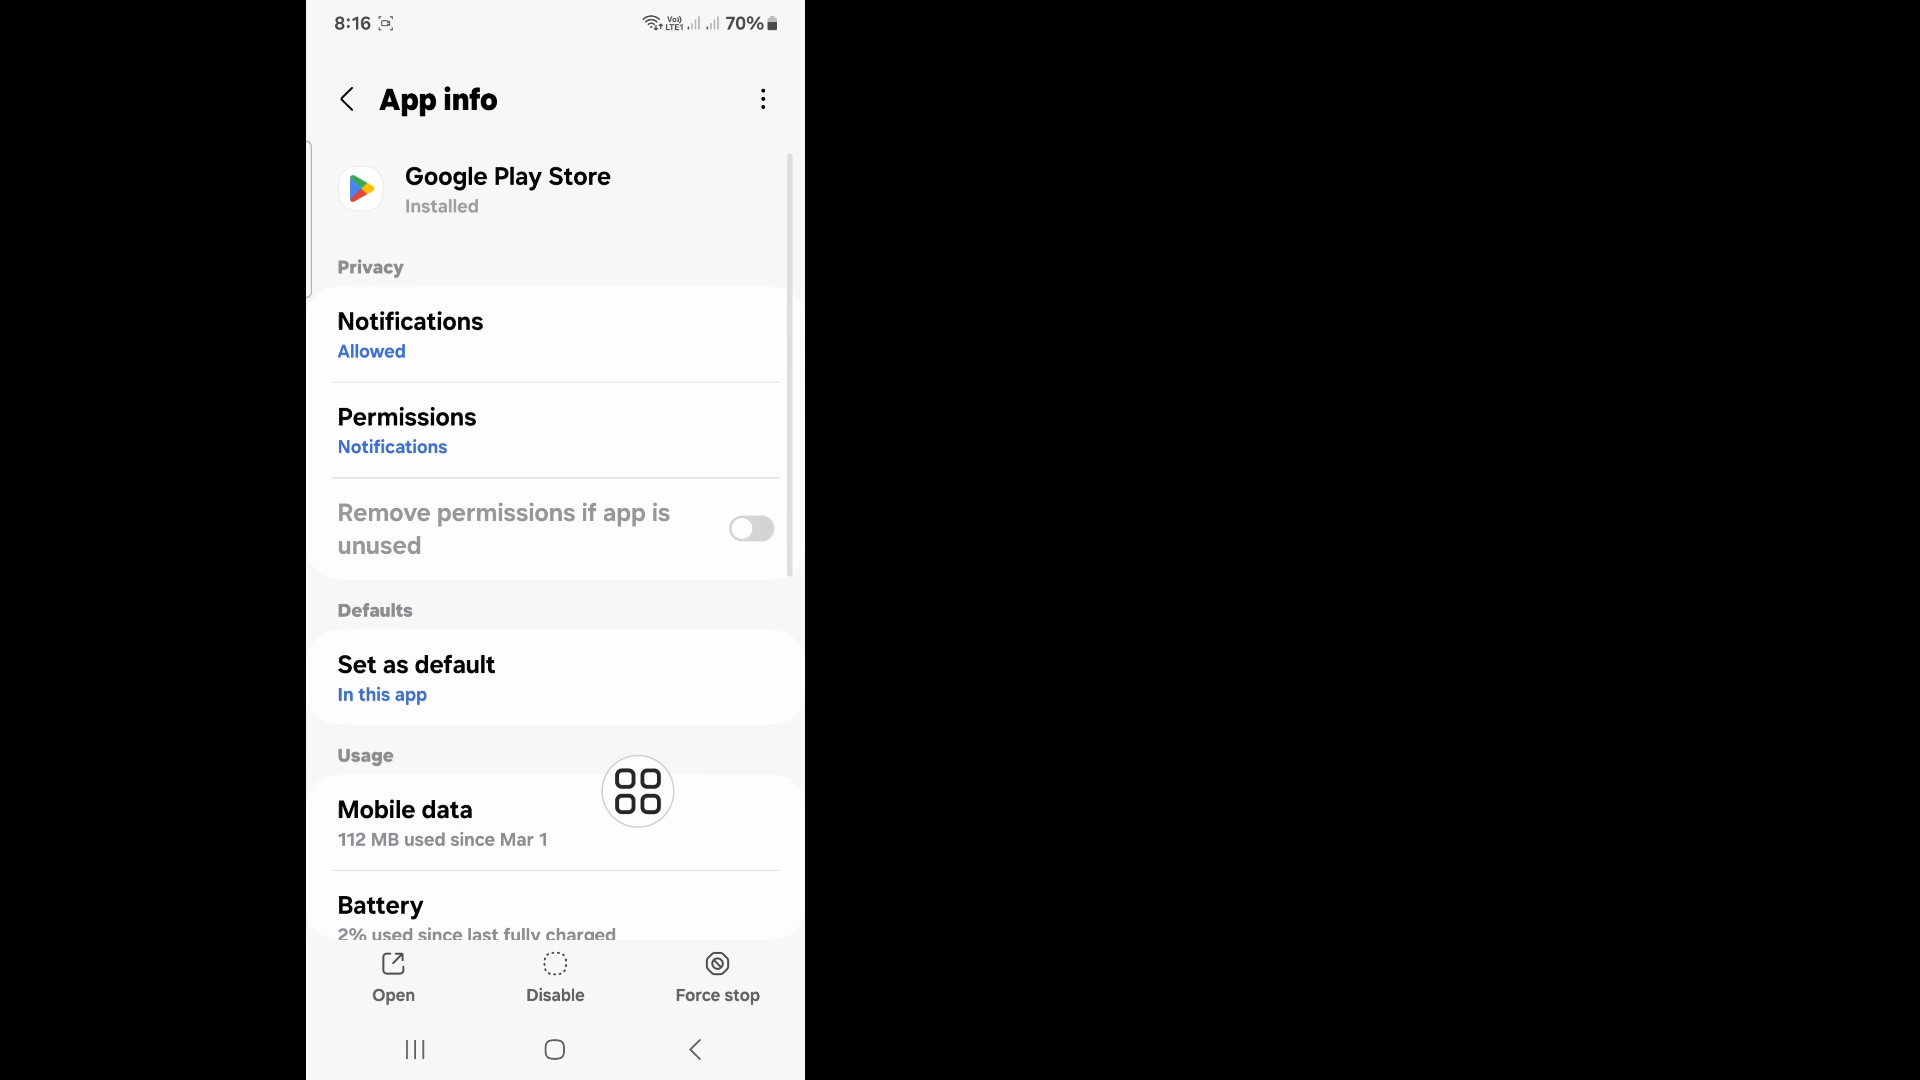 8:16 Vo)) LTE1 70%
App info
Google Play Store
Installed
Privacy
Notifications
Allowed
Permissions
Notifications
Remove permissions if app is
unused
Defaults
Set as default
In this app
Usage
Mobile data
112 MB used since Mar 1
Battery
2% used since last fully charged
Open Disable Force stop